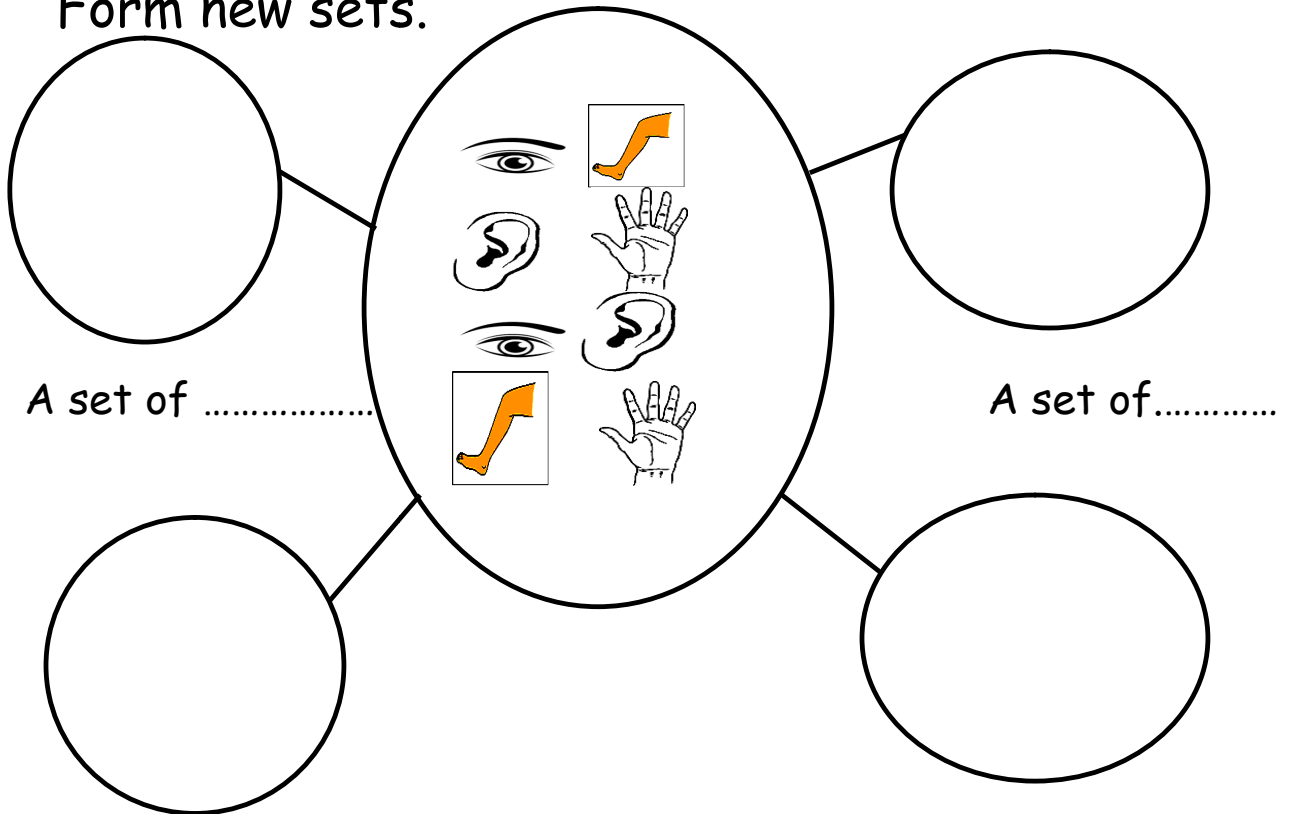 Form new sets.
A set of ..................
A set of.............